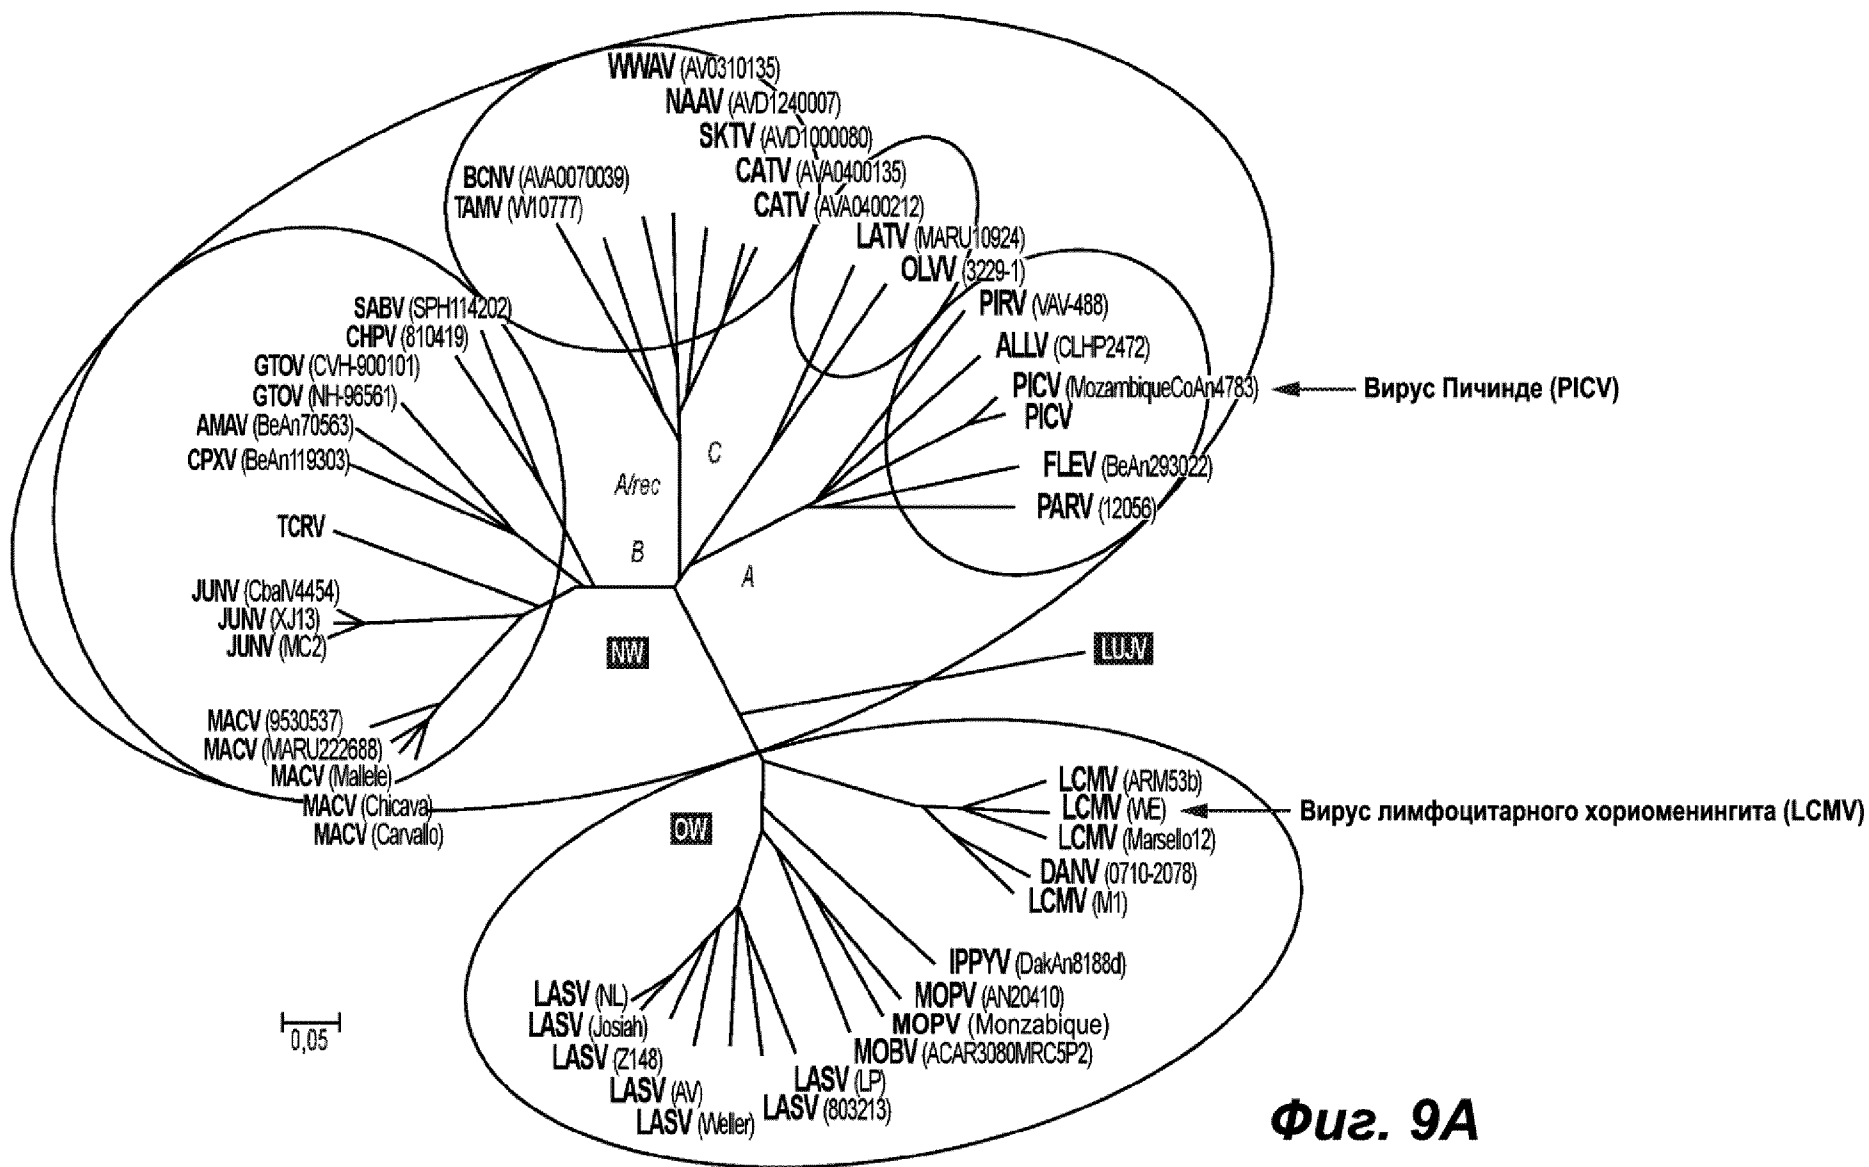 WWAV (AV0310135)
NAAV (AVD1240007)
SKTV (AVD1000080)
CATV (AVA0400135)
CATV (AVA0400212)
BCNV (AVA0070039)
TAMV (W10777)
LATV (MARU10924)
OLVV (3229-1)
PIRV (VAV-488)
ALLV (CLHP2472)
PICV (MozambiqueCoAn4783)
Вирус Пичинде (PICV)
PICV
FLEV (BeAn293022)
PARV (12056)
SABV (SPH114202)
CHPV (810419)
GTOV (CVH-900101)
GTOV (NH-96561)
AMAV (BeAn70563)
CPXV (BeAn119303)
TCRV
A/rec
C
B
A
JUNV (CbalV4454)
JUNV (XJ13)
JUNV (MC2)
NW
LUJV
MACV (9530537)
MACV (MARU222688)
MACV (Mallele)
MACV (Chicava)
MACV (Carvallo)
OW
LCMV (ARM53b)
LCMV (WE)
Вирус лимфоцитарного хориоменингита (LCMV)
LCMV (Marsello12)
DANV (0710-2078)
LCMV (M1)
IPPYV (DakAn8188d)
MOPV (AN20410)
MOPV (Monzabique)
MOBV (ACAR3080MRC5P2)
LASV (NL)
LASV (Josiah)
LASV (Z148)
LASV (AV)
LASV (Weller)
LASV (LP)
LASV (803213)
0,05
Фиг. 9A